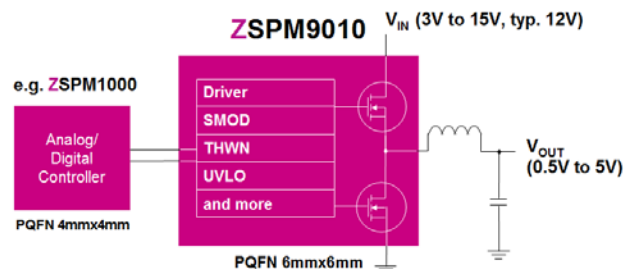 ZSPM9010
VIN (3V to 15V, typ. 12V)
e.g. ZSPM1000
Analog/
Digital
Controller
PQFN 4mmx4mm
Driver
SMOD
THWN
UVLO
and more
PQFN 6mmx6mm
VOUT
(0.5V to 5V)